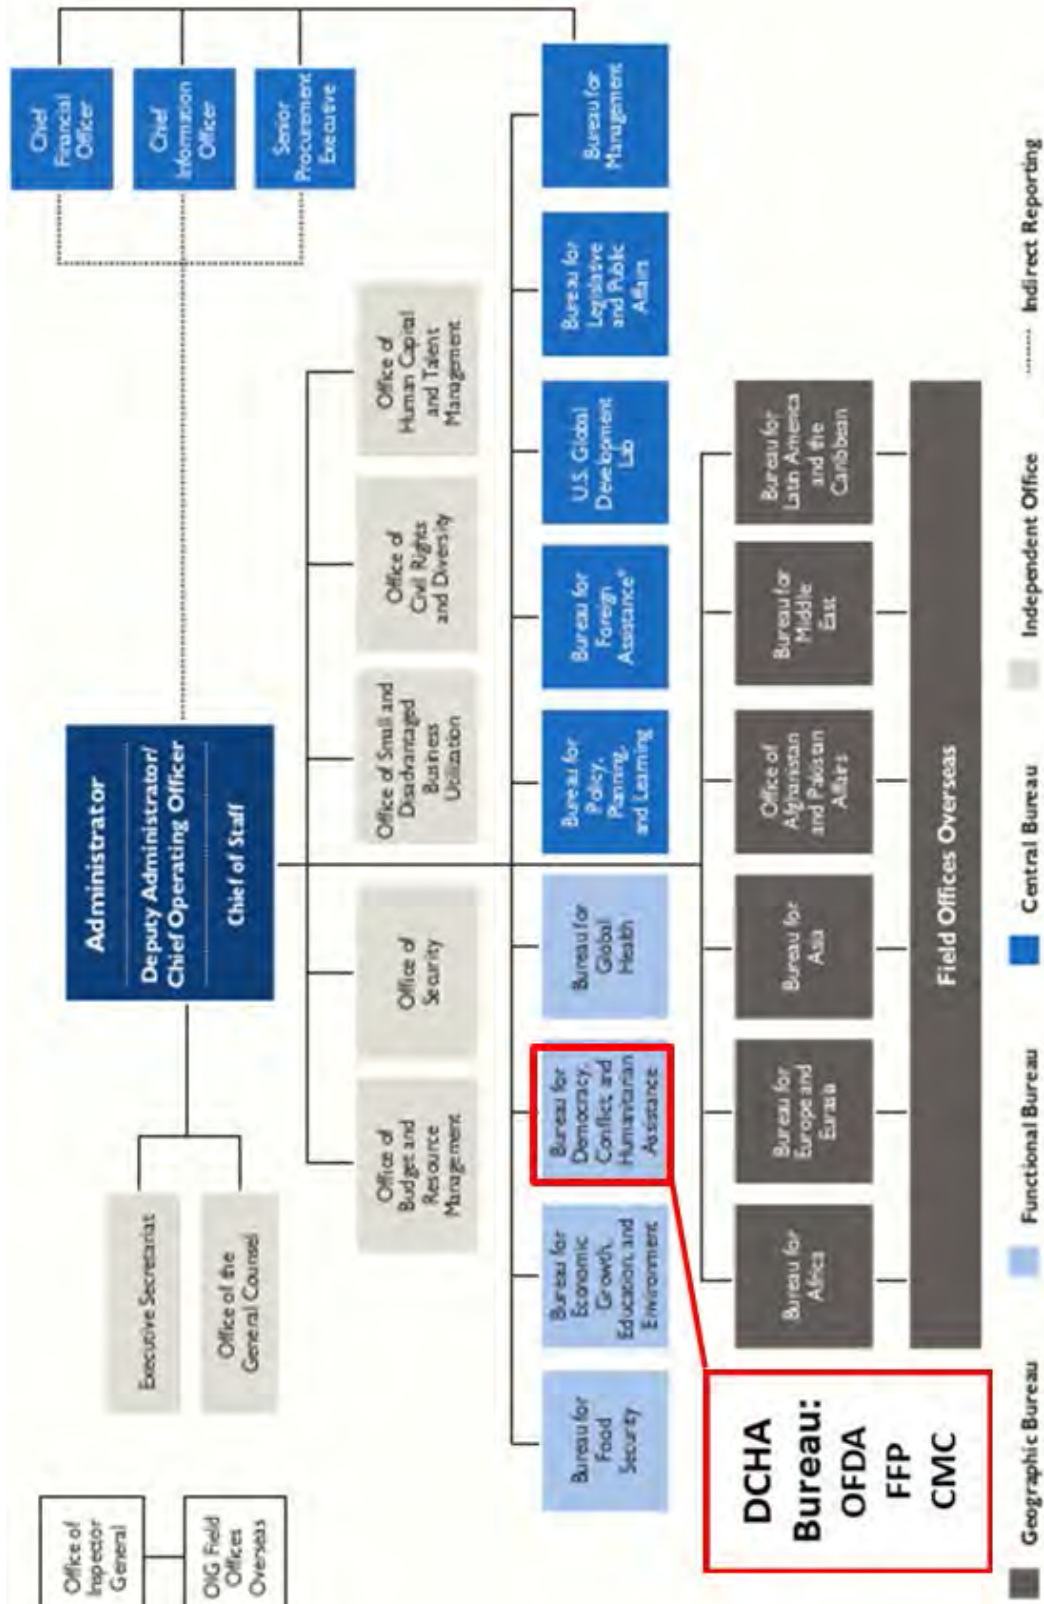 Office of
Inspector
General
OIG Field
Offices
Overseas
Executive Secretariat
Office of the
General Counsel
Administrator
Deputy Administrator/
Chief Operating Officer
Chief of Staff
Chief
Financial
Officer
Chief
Information
Officer
Senior
Procurement
Executive
Office of
Budget and
Resource
Management
Office of
Security
Office of Small and
Disadvantaged
Business
Utilization
Office of
Civil Rights
and Diversity
Office of
Human Capital
and Talent
Management
Bureau for
Food
Security
Bureau for
Economic
Growth,
Education, and
Environment
Bureau for
Democracy,
Conflict, and
Humanitarian
Assistance
Bureau for
Global
Health
Bureau for
Policy,
Planning,
and Learning
Bureau for
Foreign
Assistance*
U.S. Global
Development
Lab
Bureau for
Legislative
and Public
Affairs
Bureau for
Management
DCHA
Bureau:
OFDA
FFP
CMC
Bureau for
Africa
Bureau for
Europe and
Eurasia
Bureau for
Asia
Office of
Afghanistan
and Pakistan
Affairs
Bureau for
Middle
East
Bureau for
Latin America
and the
Caribbean
Field Offices Overseas
Geographic Bureau
Functional Bureau
Central Bureau
Independent Office
Indirect Reporting